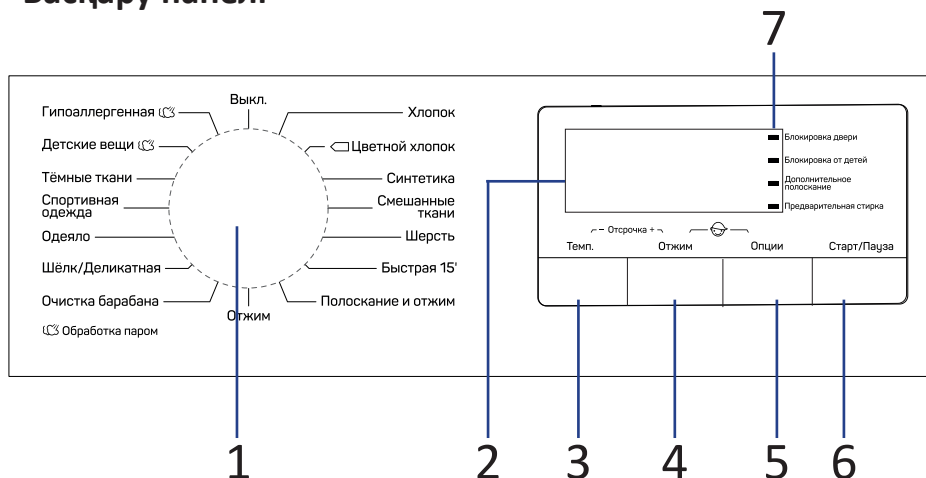 Басқару панелі
7
Выкл.
Гипоаллергенная
Детские вещи
Тёмные ткани
Спортивная
одежда
Одеяло
Шёлк/Деликатная
Очистка барабана
Обработка паром
Хлопок
Цветной хлопок
Синтетика
Смешанные
ткани
Шерсть
Быстрая 15'
Полоскание и отжим
Отжим
Блокировка двери
Блокировка от детей
Дополнительное
полоскание
Предварительная стирка
– Отсрочка +
Темп. Отжим Опции Старт/Пауза
1 2 3 4 5 6